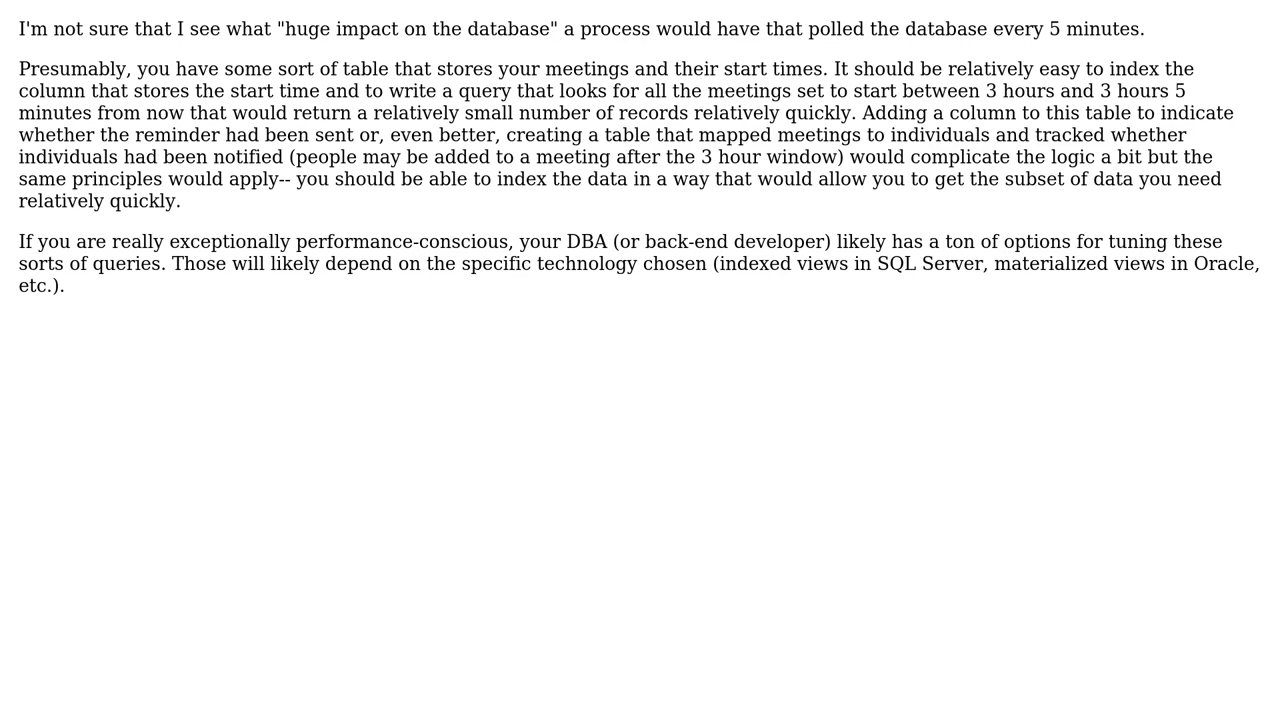 I'm not sure that I see what "huge impact on the database" a process would have that polled the database every 5 minutes.
Presumably, you have some sort of table that stores your meetings and their start times. It should be relatively easy to index the
column that stores the start time and to write a query that looks for all the meetings set to start between 3 hours and 3 hours 5
minutes from now that would return a relatively small number of records relatively quickly. Adding a column to this table to indicate
whether the reminder had been sent or, even better, creating a table that mapped meetings to individuals and tracked whether
individuals had been notified (people may be added to a meeting after the 3 hour window) would complicate the logic a bit but the
same principles would apply-- you should be able to index the data in a way that would allow you to get the subset of data you need
relatively quickly.
If you are really exceptionally performance-conscious, your DBA (or back-end developer) likely has a ton of options for tuning these
sorts of queries. Those will likely depend on the specific technology chosen (indexed views in SQL Server, materialized views in Oracle,
etc.).